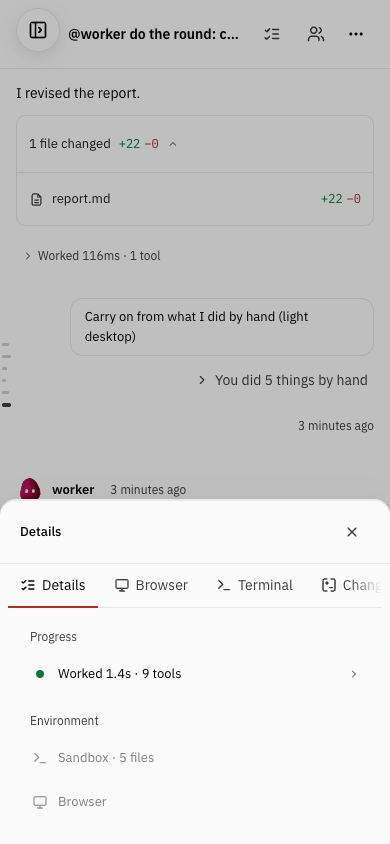 @worker do the round: c...
I revised the report.
1 file changed +22 −0
report.md +22 −0
Worked 116ms · 1 tool
Carry on from what I did by hand (light
desktop)
You did 5 things by hand
3 minutes ago
worker 3 minutes ago
Details
Details Browser Terminal Chang
Progress
Worked 1.4s · 9 tools
Environment
Sandbox · 5 files
Browser